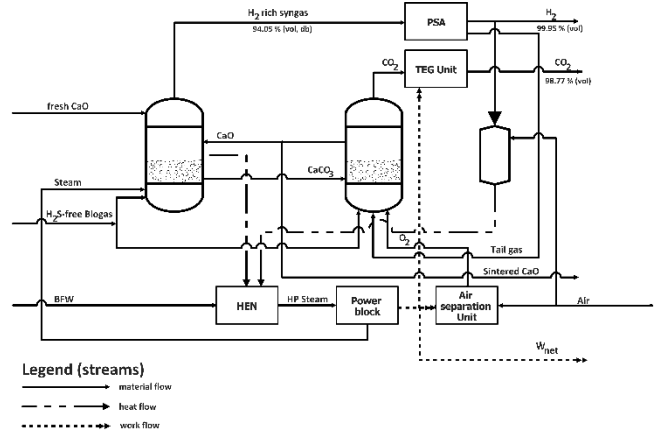 H2 rich syngas
94.05 % (vol, db)
PSA
H2
99.95 % (vol)
CO2
TEG Unit
CO2
98.77 % (vol)
fresh CaO
CaO
Steam
CaCO3
H2S-free Biogas
O2
Tail gas
Sintered CaO
BFW
HEN
HP Steam
Power
block
Air
separation
Unit
Air
Ẇnet
Legend (streams)
material flow
heat flow
work flow